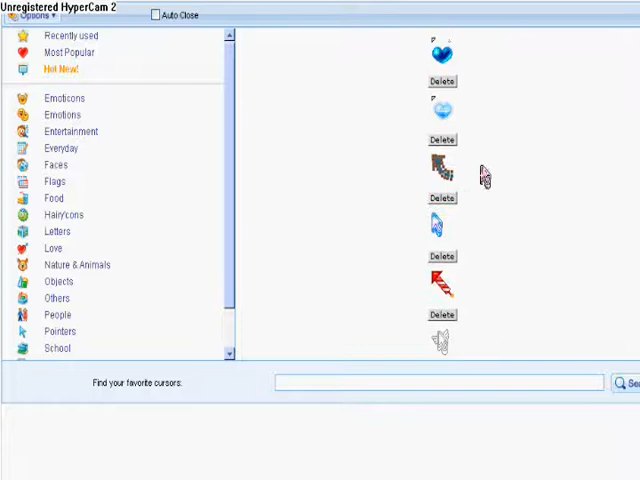 Unregistered HyperCam 2
Options
Auto Close
Recently used
Most Popular
Hot New!
Emoticons
Emotions
Entertainment
Everyday
Faces
Flags
Food
Hairy'cons
Letters
Love
Nature & Animals
Objects
Others
People
Pointers
School
Delete
Delete
Delete
Delete
Delete
Find your favorite cursors: